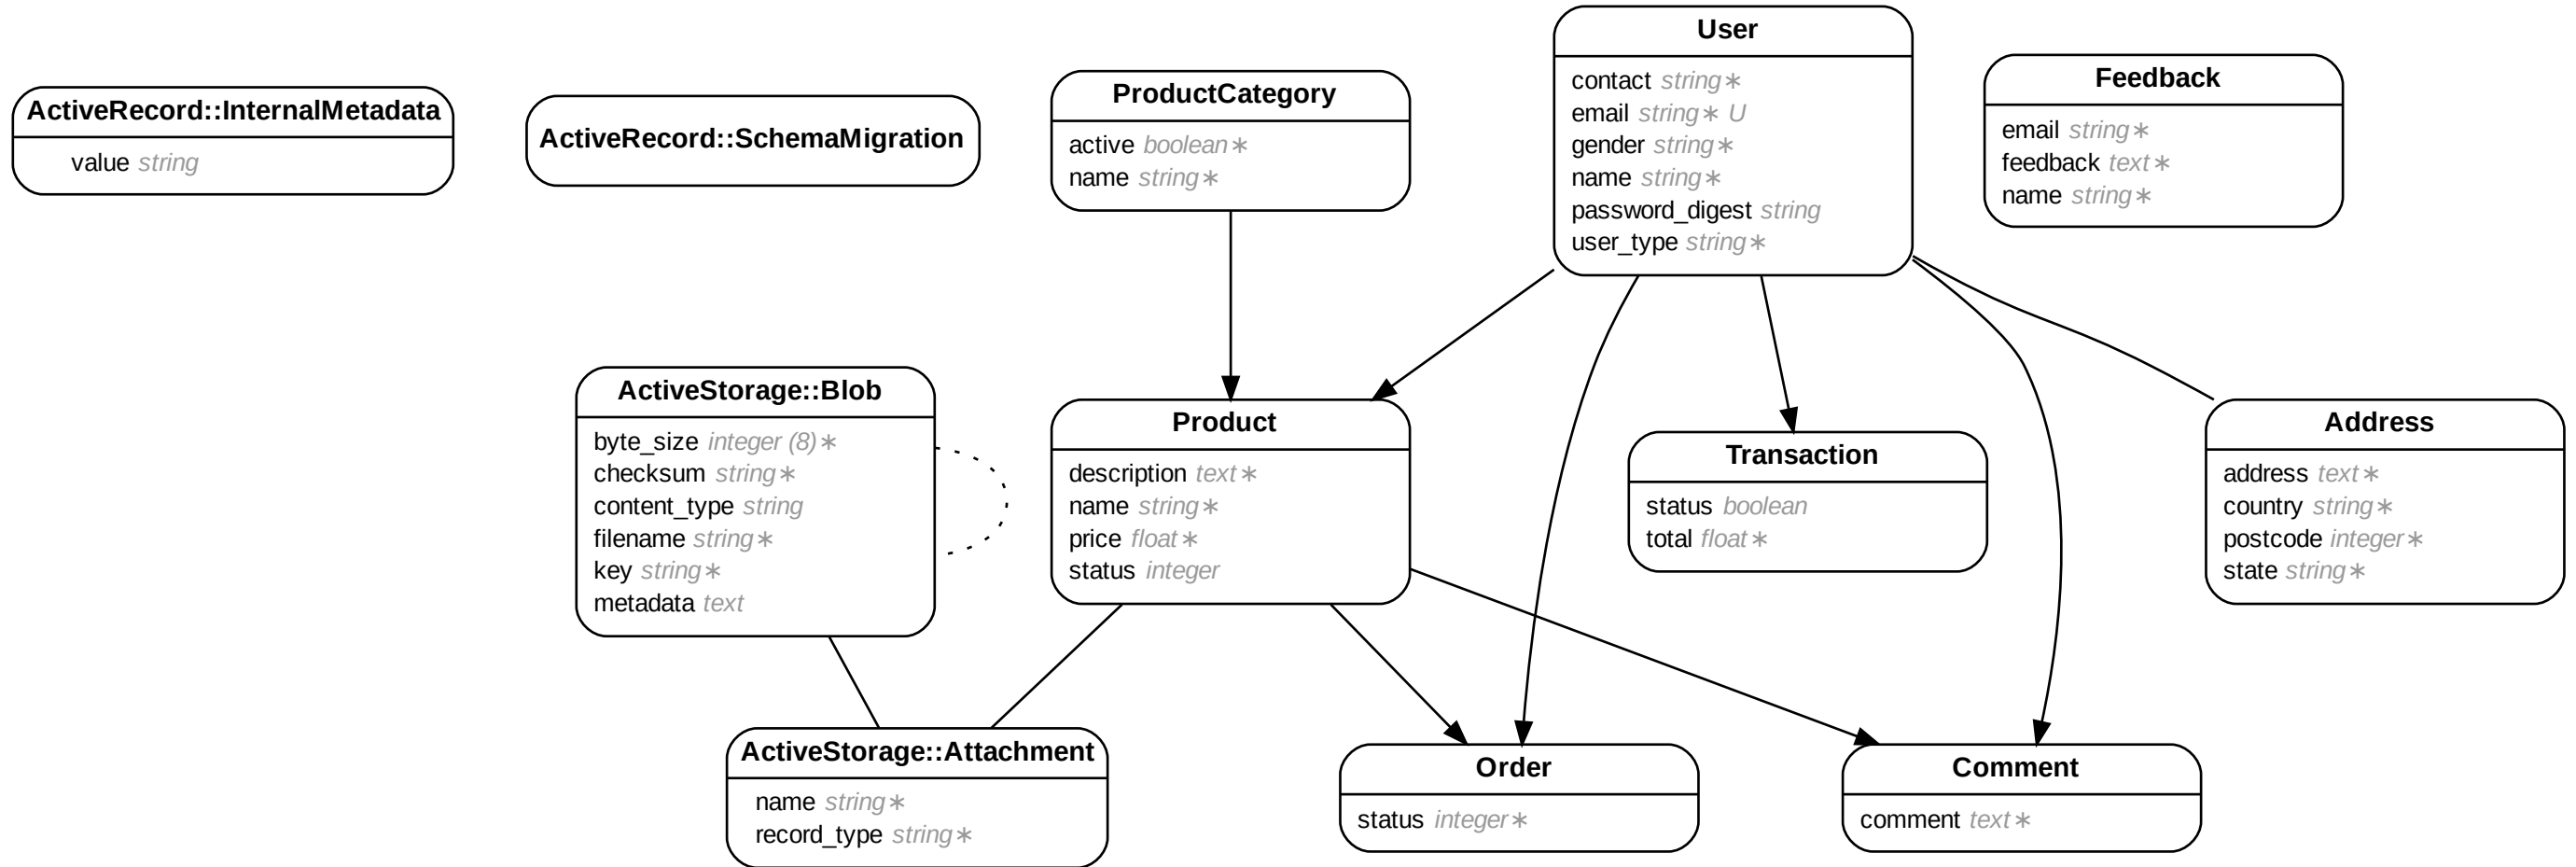 ActiveRecord::InternalMetadata
value string
ActiveRecord::SchemaMigration
ProductCategory
active boolean∗
name string∗
User
contact string∗
email string∗ U
gender string∗
name string∗
password_digest string
user_type string∗
Feedback
email string∗
feedback text∗
name string∗
ActiveStorage::Blob
byte_size integer (8)∗
checksum string∗
content_type string
filename string∗
key string∗
metadata text
Product
description text∗
name string∗
price float∗
status integer
Transaction
status boolean
total float∗
Address
address text∗
country string∗
postcode integer∗
state string∗
ActiveStorage::Attachment
name string∗
record_type string∗
Order
status integer∗
Comment
comment text∗